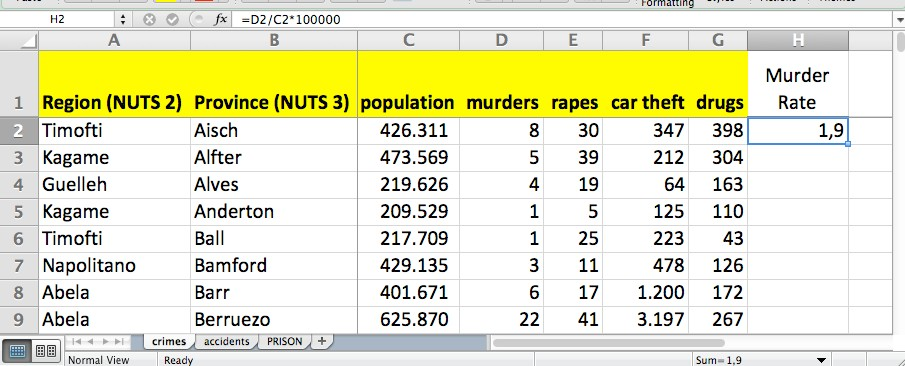 Formatting
H2 fx =D2/C2*100000
A B C D E F G H
1 Region (NUTS 2) Province (NUTS 3) population murders rapes car theft drugs Murder Rate
2 Timofti Aisch 426.311 8 30 347 398 1,9
3 Kagame Alfter 473.569 5 39 212 304
4 Guelleh Alves 219.626 4 19 64 163
5 Kagame Anderton 209.529 1 5 125 110
6 Timofti Ball 217.709 1 25 223 43
7 Napolitano Bamford 429.135 3 11 478 126
8 Abela Barr 401.671 6 17 1.200 172
9 Abela Berruezo 625.870 22 41 3.197 267
crimes accidents PRISON +
Normal View Ready Sum=1,9